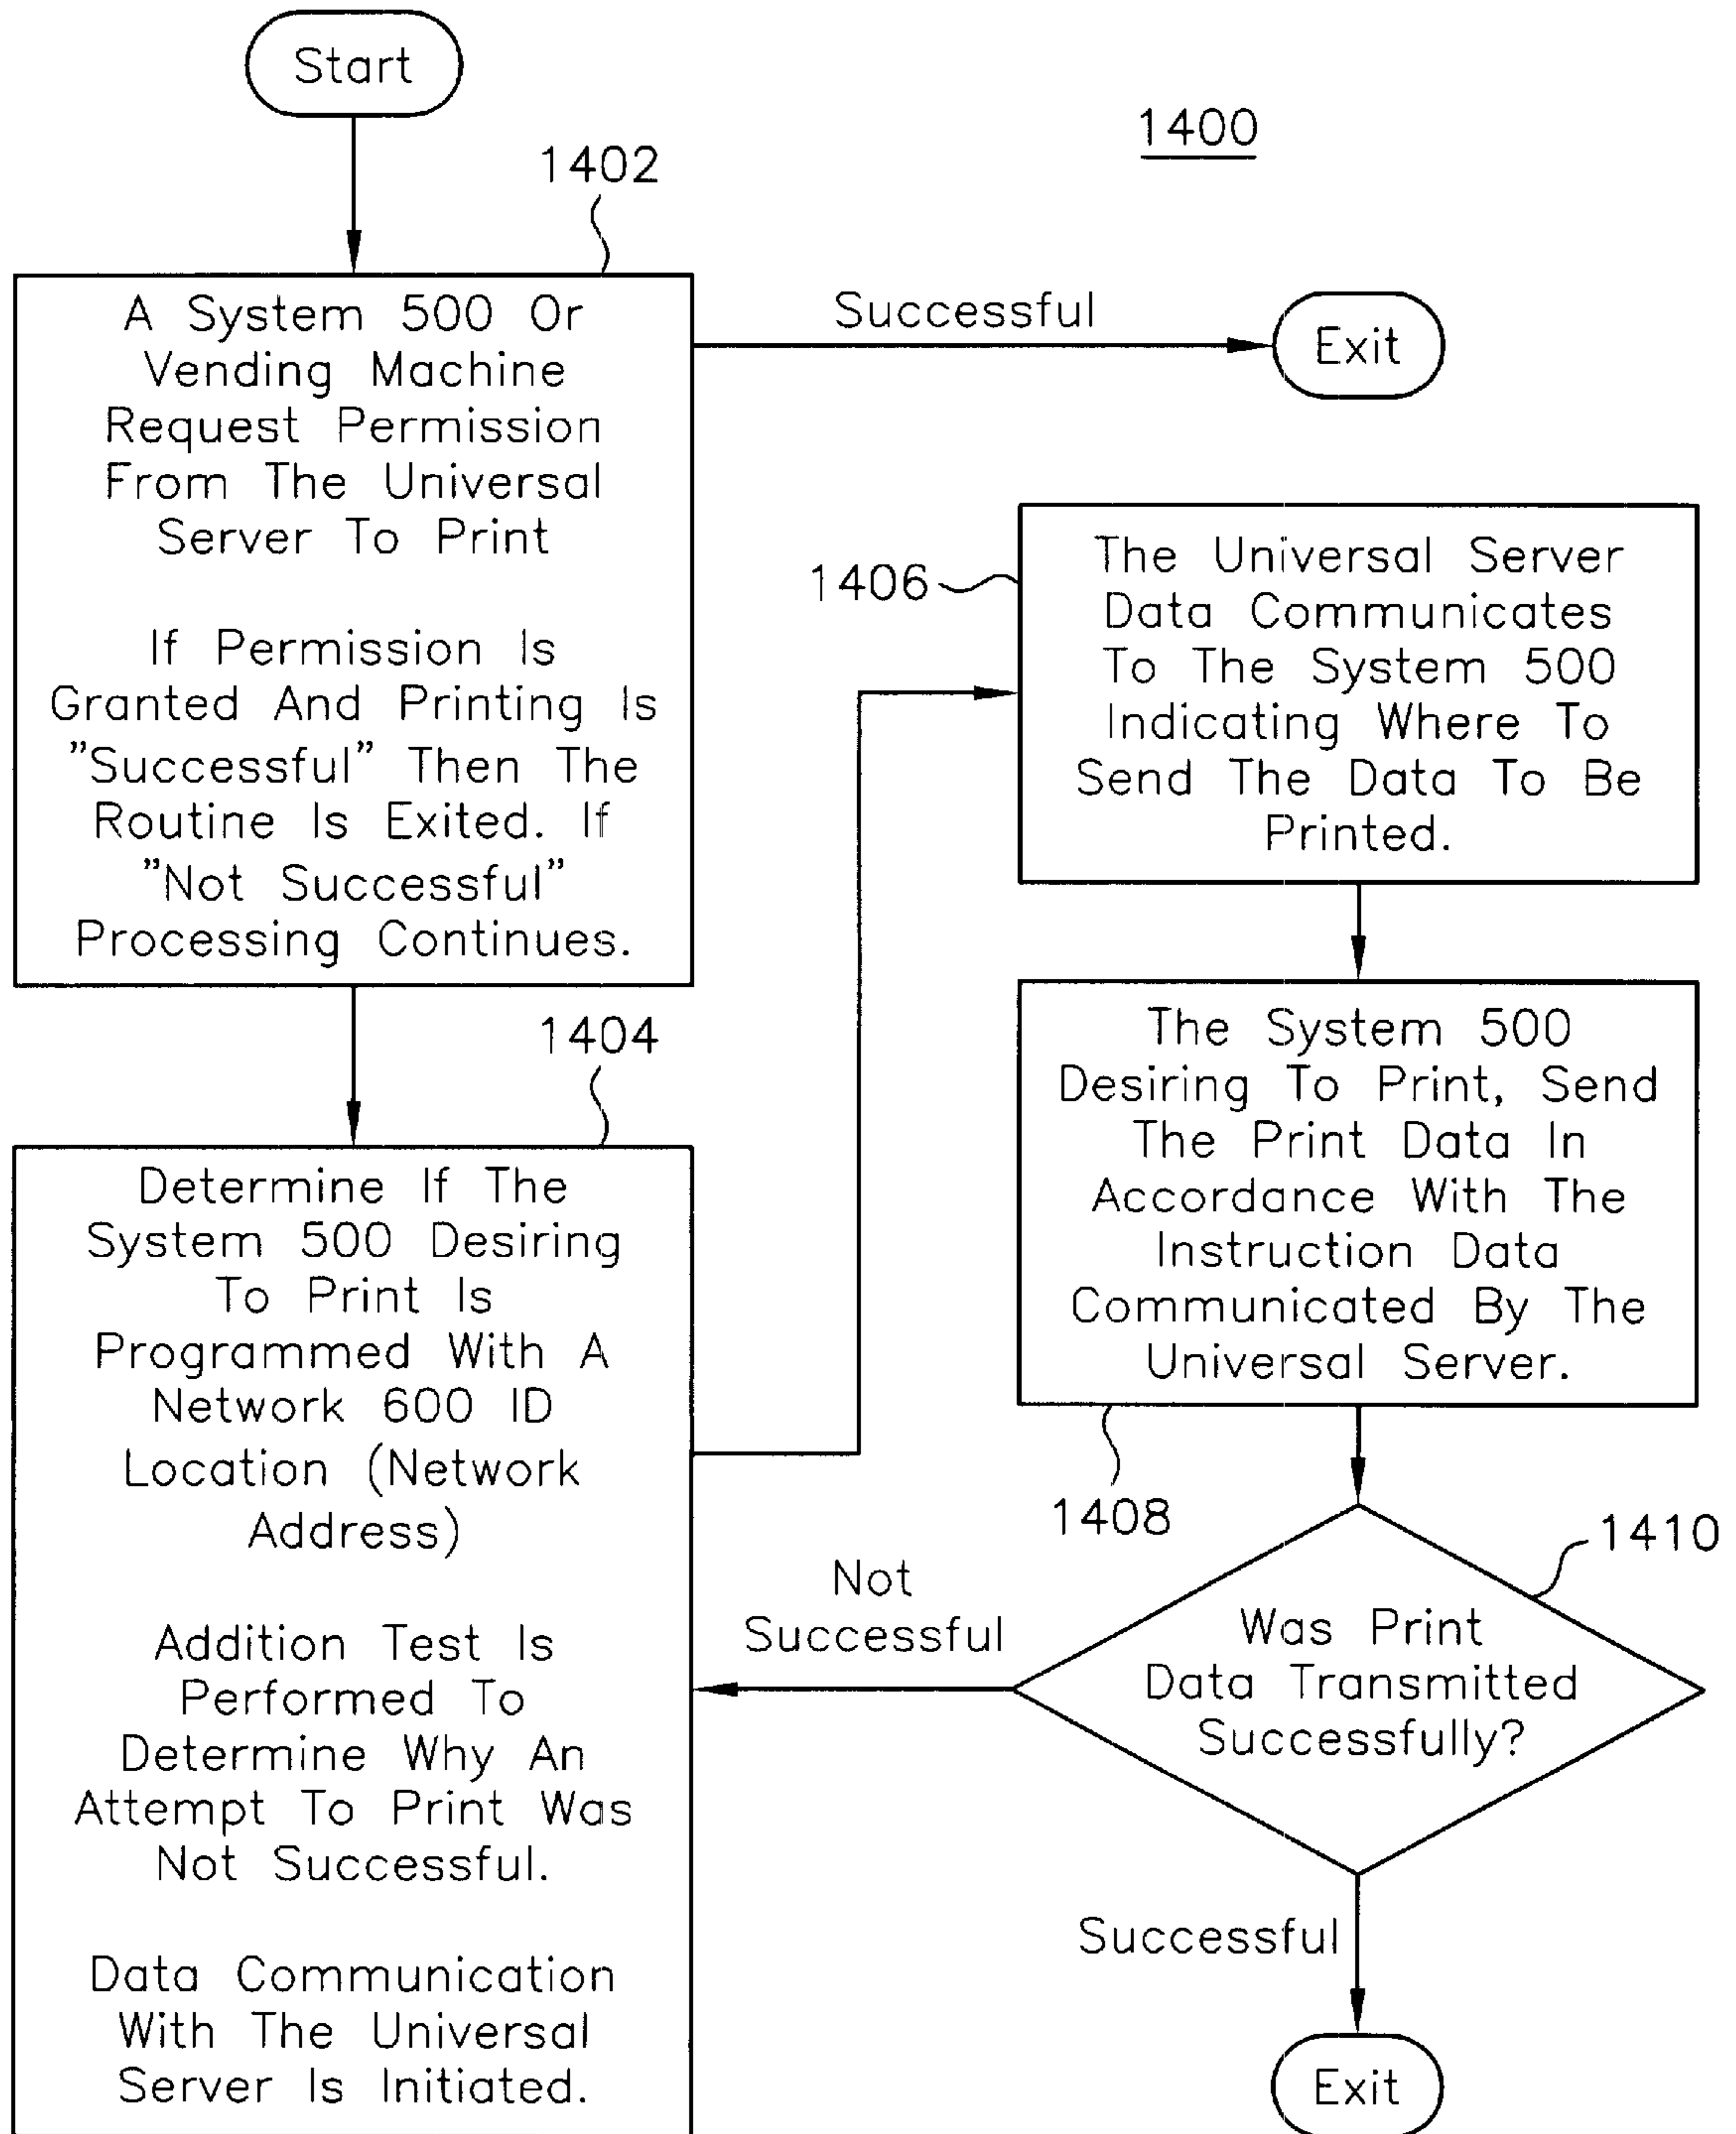 Start
1400
1402
A System 500 Or
Vending Machine
Request Permission
From The Universal
Server To Print
If Permission Is
Granted And Printing Is
"Successful" Then The
Routine Is Exited. If
"Not Successful"
Processing Continues.
Successful
Exit
1404
Determine If The
System 500 Desiring
To Print Is
Programmed With A
Network 600 ID
Location (Network
Address)
Addition Test Is
Performed To
Determine Why An
Attempt To Print Was
Not Successful.
Data Communication
With The Universal
Server Is Initiated.
1406
The Universal Server
Data Communicates
To The System 500
Indicating Where To
Send The Data To Be
Printed.
The System 500
Desiring To Print, Send
The Print Data In
Accordance With The
Instruction Data
Communicated By The
Universal Server.
1408
1410
Was Print
Data Transmitted
Successfully?
Not
Successful
Successful
Exit